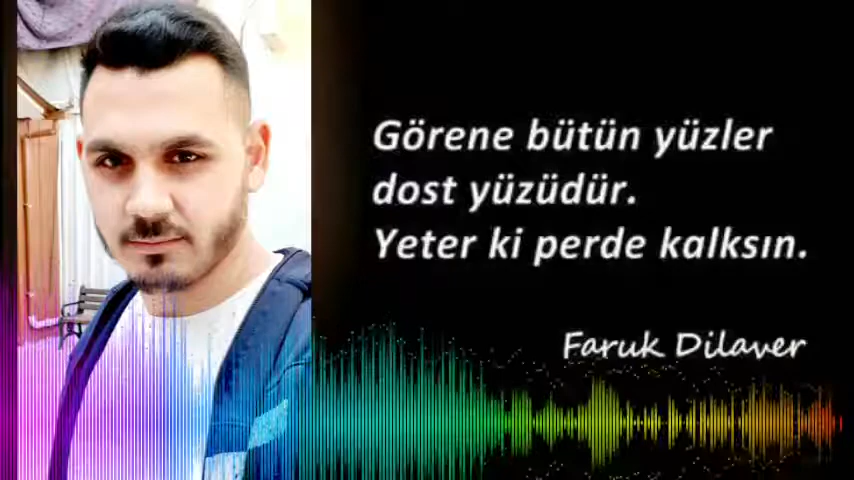 Görene bütün yüzler
dost yüzüdür.
Yeter ki perde kalksın.
Faruk Dilaver